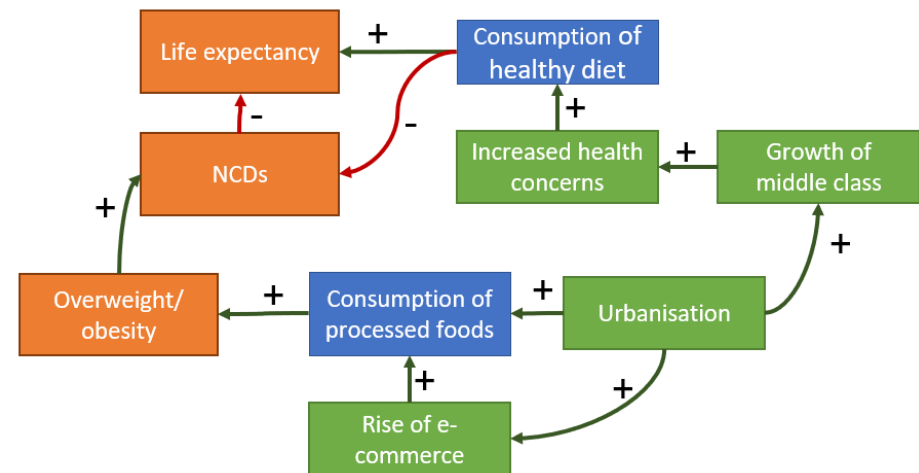 Life expectancy
+
Consumption of
healthy diet
-
-
+
NCDs
Increased health
concerns
+
Growth of
middle class
+
+
Overweight/
obesity
+
Consumption of
processed foods
+
Urbanisation
+
+
Rise of e-
commerce